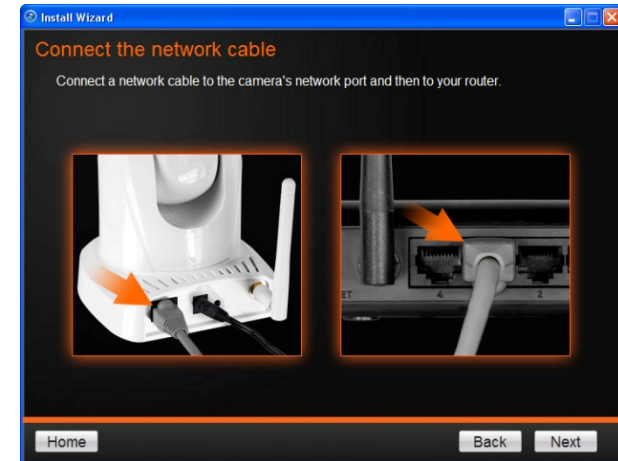 Install Wizard
Connect the network cable
Connect a network cable to the camera's network port and then to your router.
ET
4
2
Home
Back
Next